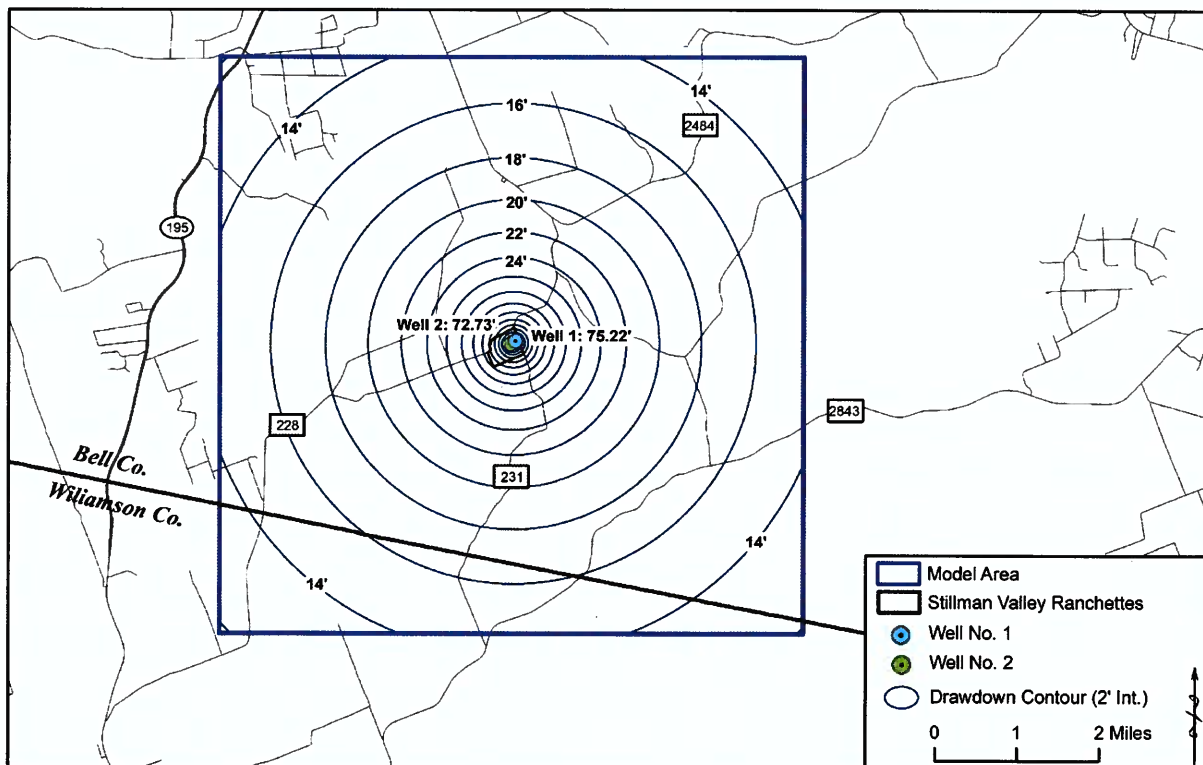 14'
16'
14'
2484
18'
195
20'
22'
24'
Well 2: 72.73'
Well 1: 75.22'
228
2843
Bell Co.
Wiliamson Co.
231
14'
14'
Model Area
Stillman Valley Ranchettes
Well No. 1
Well No. 2
Drawdown Contour (2' Int.)
0 1 2 Miles